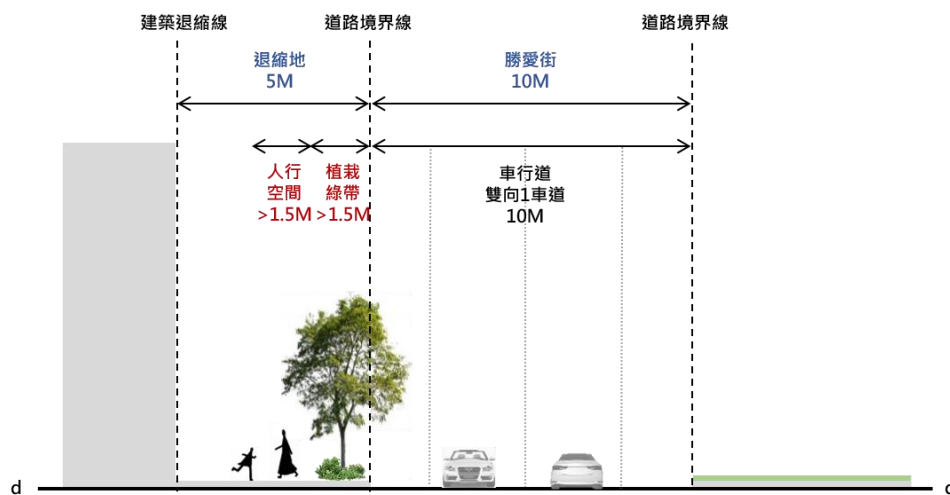 建築退縮線
道路境界線
道路境界線
退縮地
5M
勝愛街
10M
人行
空間
>1.5M
植栽
綠帶
>1.5M
車行道
雙向1車道
10M
d